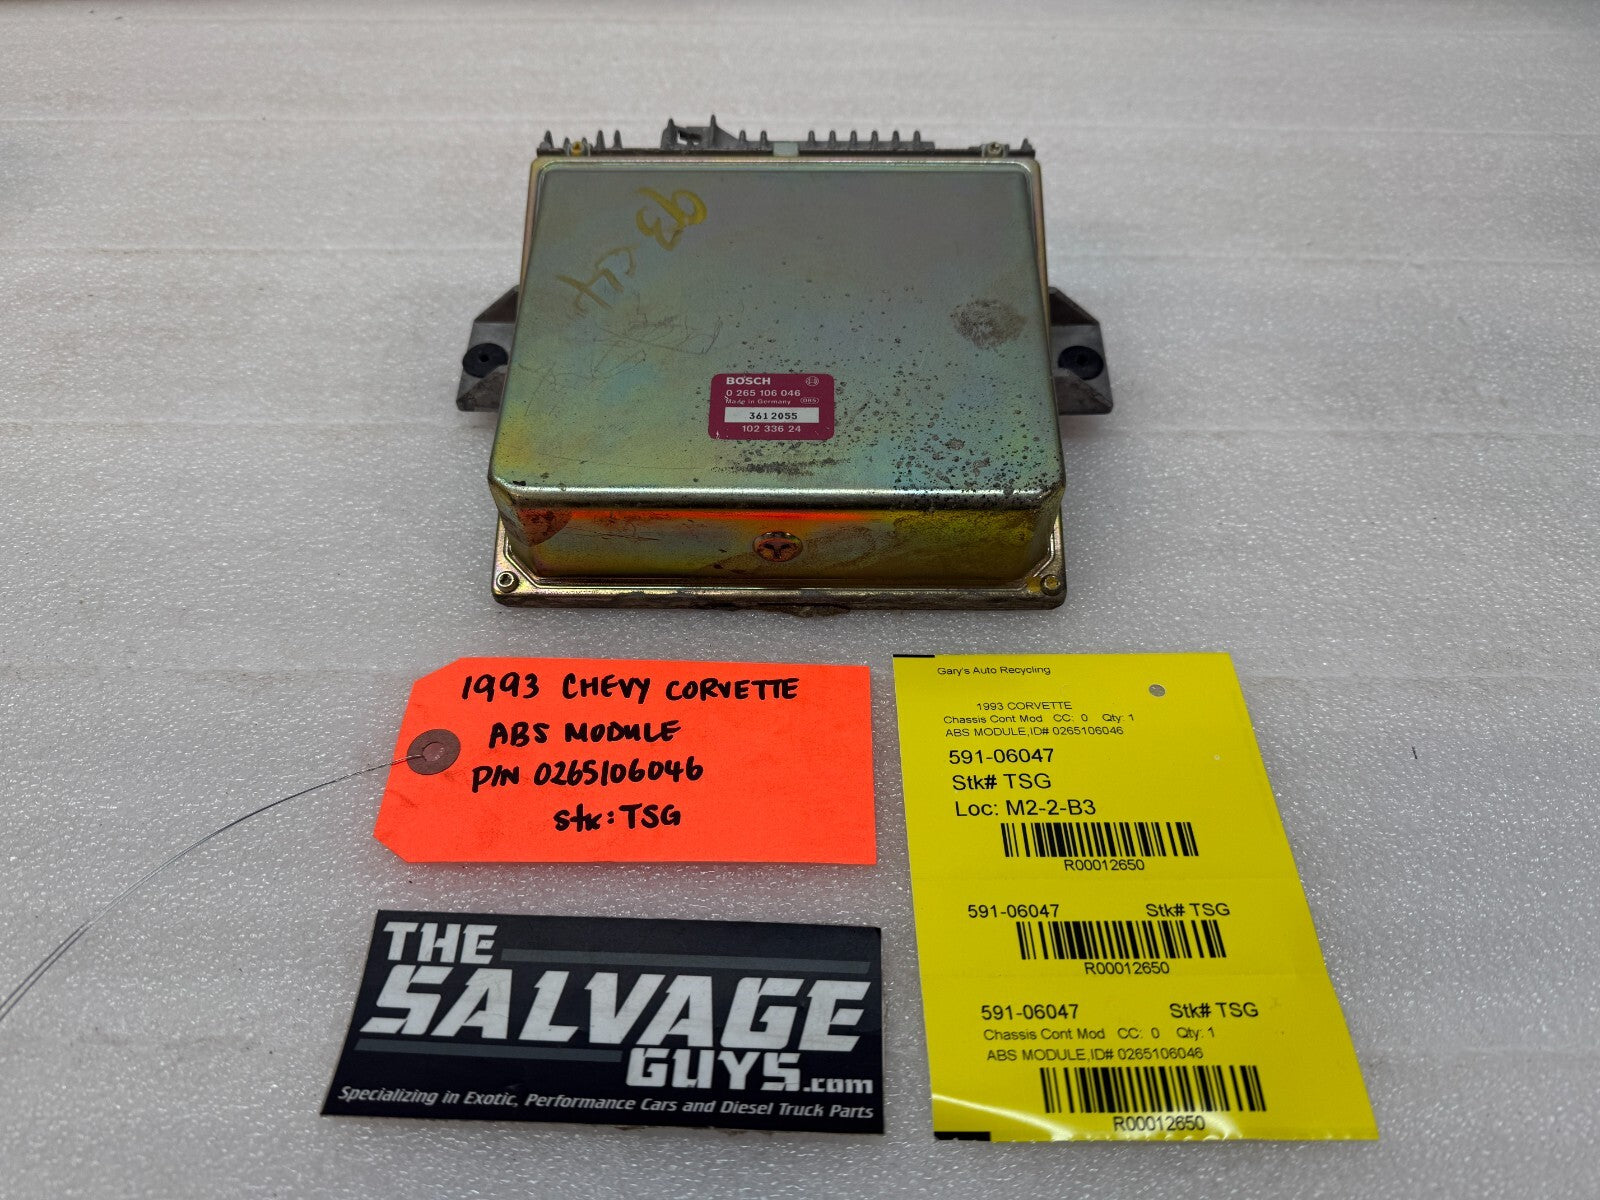 93 C4
BOSCH
0 265 106 046
Made in Germany
3612055
102 336 24
1993 CHEVY CORVETTE
ABS MODULE
P/N 0265106046
Stk: TSG
THE
SALVAGE
GUYS.com
Specializing in Exotic, Performance Cars and Diesel Truck Parts
Gary's Auto Recycling
1993 CORVETTE
Chassis Cont Mod CC: 0 Qty: 1
ABS MODULE,ID# 0265106046
591-06047
Stk# TSG
Loc: M2-2-B3
R00012650
591-06047 Stk# TSG
R00012650
591-06047 Stk# TSG
Chassis Cont Mod CC: 0 Qty: 1
ABS MODULE,ID# 0265106046
R00012650